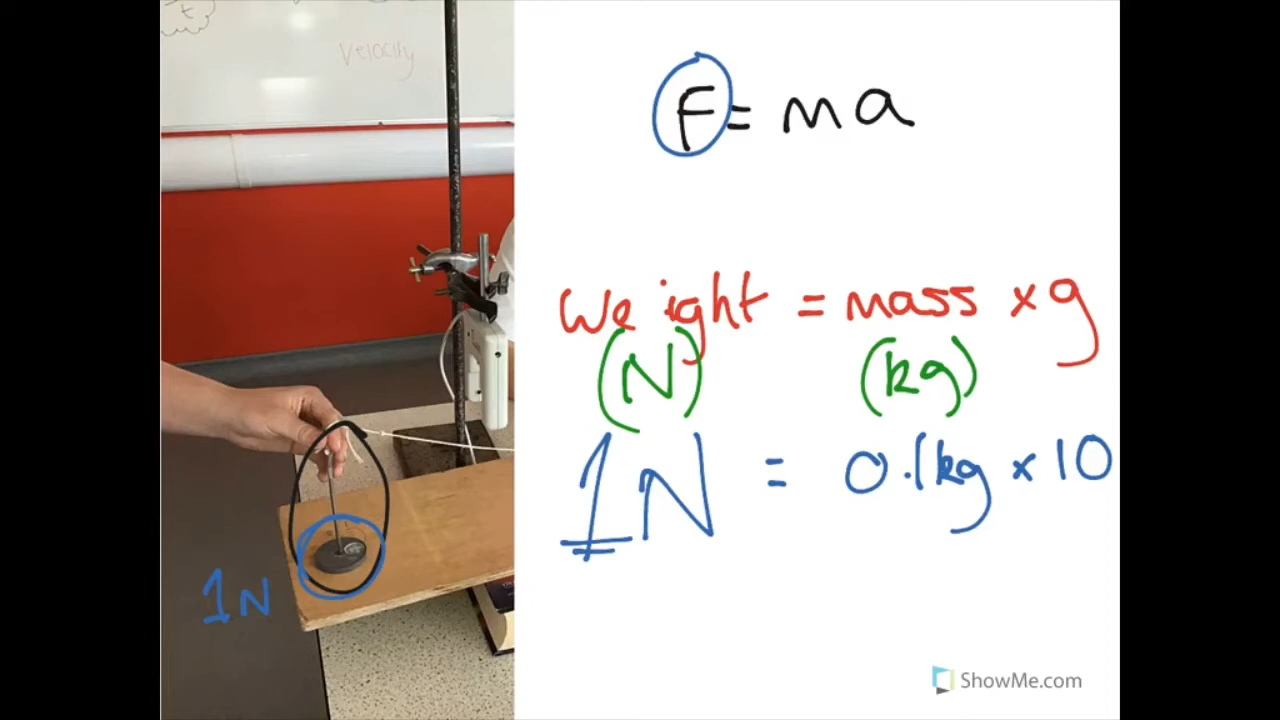 t
Velocity
F = ma
Weight = mass x g
(N) (kg)
1N = 0.1kg x 10
1N
ShowMe.com